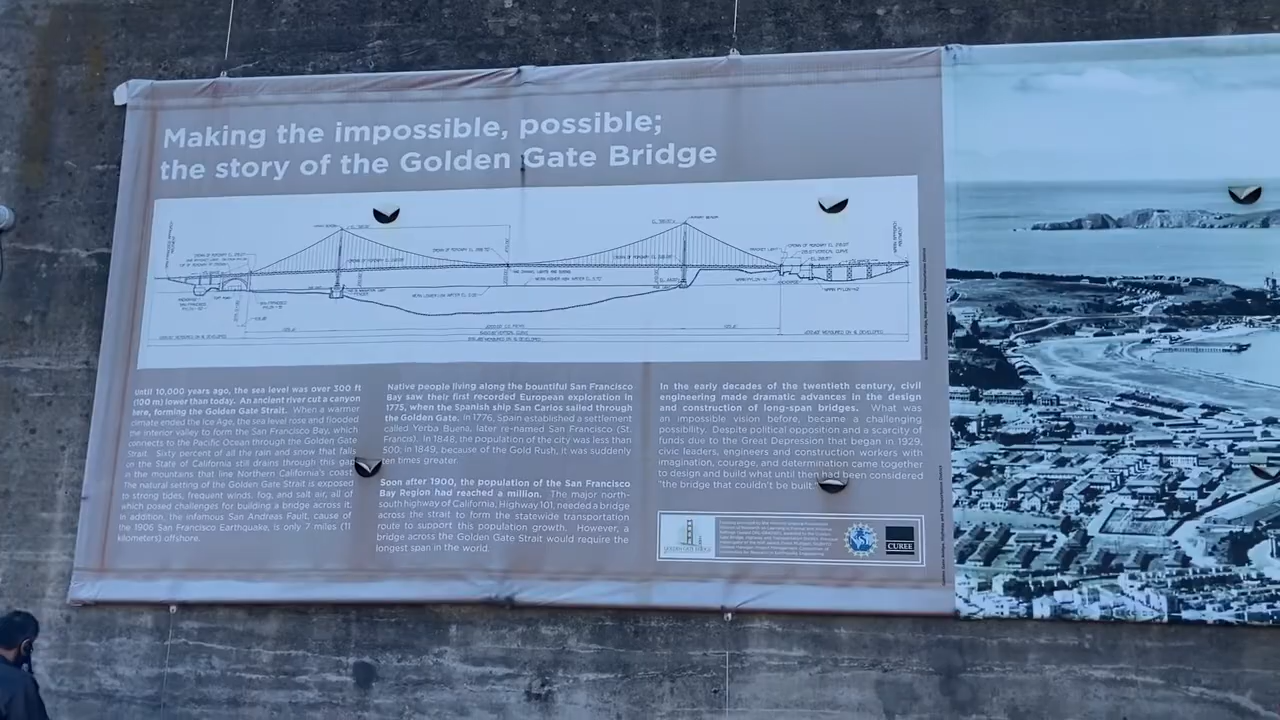 Making the impossible, possible;
the story of the Golden Gate Bridge
Until 10,000 years ago, the sea level was over 300 ft
(100 m) lower than today. An ancient river cut a canyon
here, forming the Golden Gate Strait. When a warmer
climate ended the Ice Age, the sea level rose and flooded
the interior valley to form the San Francisco Bay, which
connects to the Pacific Ocean through the Golden Gate
Strait. Sixty percent of all the rain and snow that falls
on the State of California still drains through this gap
in the mountains that line Northern California's coast.
The natural setting of the Golden Gate Strait is exposed
to strong tides, frequent winds, fog, and salt air, all of
which posed challenges for building a bridge across it.
In addition, the infamous San Andreas Fault, cause of
the 1906 San Francisco Earthquake, is only 7 miles (11
kilometers) offshore.
Native people living along the bountiful San Francisco
Bay saw their first recorded European exploration in
1775, when the Spanish ship San Carlos sailed through
the Golden Gate. In 1776, Spain established a settlement
called Yerba Buena, later re-named San Francisco (St.
Francis). In 1848, the population of the city was less than
500; in 1849, because of the Gold Rush, it was suddenly
ten times greater.
Soon after 1900, the population of the San Francisco
Bay Region had reached a million. The major north-
south highway of California, Highway 101, needed a bridge
across the strait to form the statewide transportation
route to support this population growth. However, a
bridge across the Golden Gate Strait would require the
longest span in the world.
In the early decades of the twentieth century, civil
engineering made dramatic advances in the design
and construction of long-span bridges. What was
an impossible vision before, became a challenging
possibility. Despite political opposition and a scarcity of
funds due to the Great Depression that began in 1929,
civic leaders, engineers and construction workers with
imagination, courage, and determination came together
to design and build what until then had been considered
"the bridge that couldn't be built."
GOLDEN GATE BRIDGE
CUREE